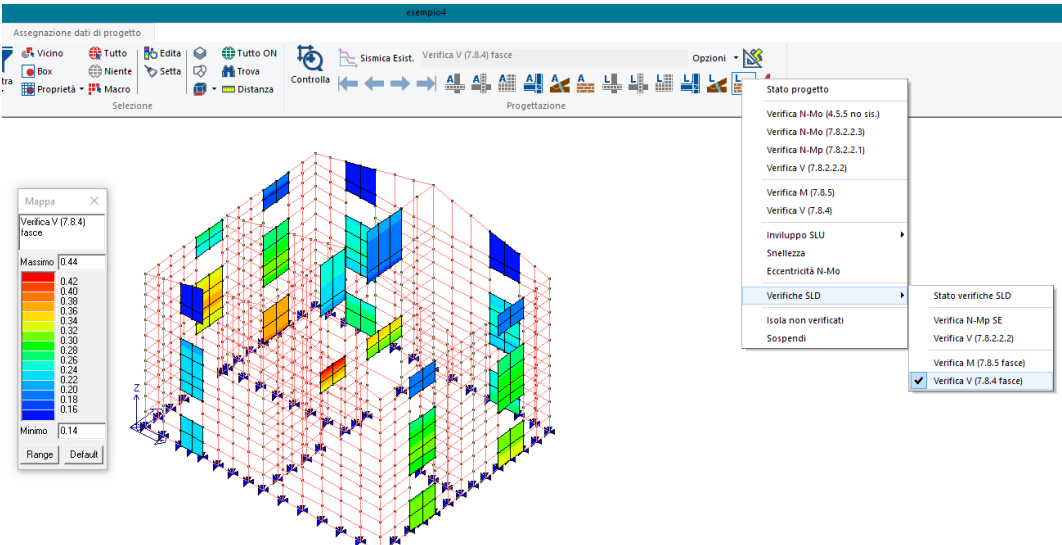 esempio4
Assegnazione dati di progetto
Vicino
Tutto
Edita
Tutto ON
Box
Niente
Setta
Trova
tra
Proprietà
Macro
Distanza
Selezione
Controlla
Sismica Esist.
Verifica V (7.8.4) fasce
Opzioni
A A A A A A L L L L L L
Progettazione
Stato progetto
Verifica N-Mo (4.5.5 no sis.)
Verifica N-Mo (7.8.2.2.3)
Verifica N-Mp (7.8.2.2.1)
Verifica V (7.8.2.2.2)
Verifica M (7.8.5)
Verifica V (7.8.4)
Inviluppo SLU
Snellezza
Eccentricità N-Mo
Verifiche SLD
Isola non verificati
Sospendi
Stato verifiche SLD
Verifica N-Mp SE
Verifica V (7.8.2.2.2)
Verifica M (7.8.5 fasce)
Verifica V (7.8.4 fasce)
Mappa
Verifica V (7.8.4)
fasce
Massimo 0.44
0.42
0.40
0.38
0.36
0.34
0.32
0.30
0.28
0.26
0.24
0.22
0.20
0.18
0.16
Minimo 0.14
Range Default
Z